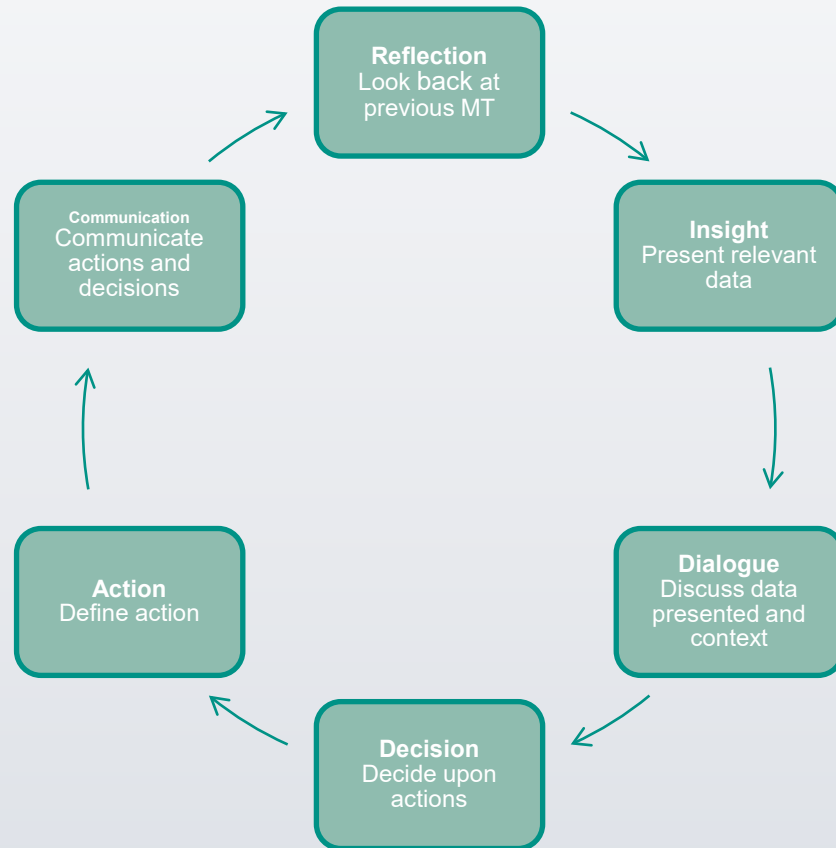 Reflection
Look back at
previous MT
Insight
Present relevant
data
Dialogue
Discuss data
presented and
context
Decision
Decide upon
actions
Action
Define action
Communication
Communicate
actions and
decisions